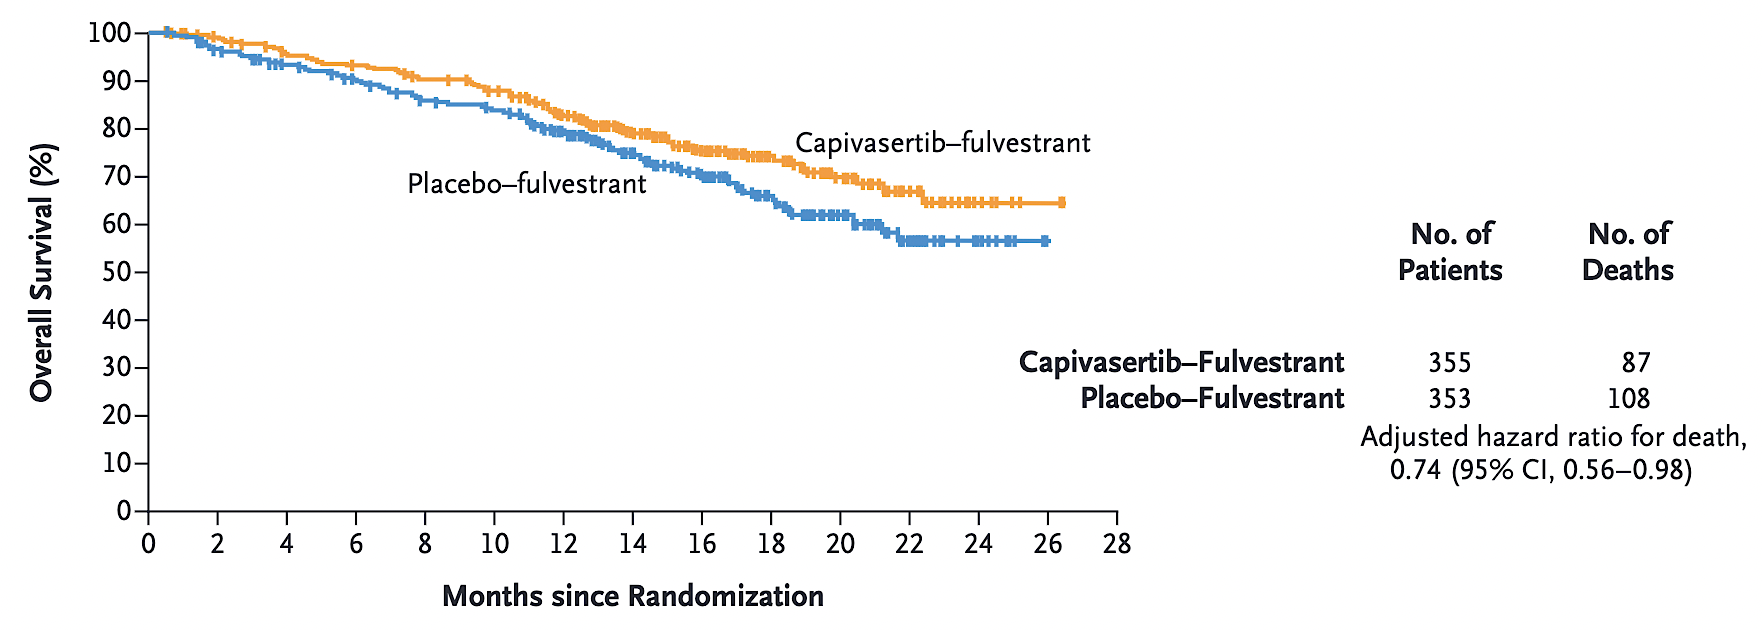 Overall Survival (%)
100
90
80
70
60
50
40
30
20
10
0
Capivasertib–fulvestrant
Placebo–fulvestrant
0 2 4 6 8 10 12 14 16 18 20 22 24 26 28
Months since Randomization
No. of Patients
No. of Deaths
Capivasertib–Fulvestrant 355 87
Placebo–Fulvestrant 353 108
Adjusted hazard ratio for death,
0.74 (95% CI, 0.56–0.98)